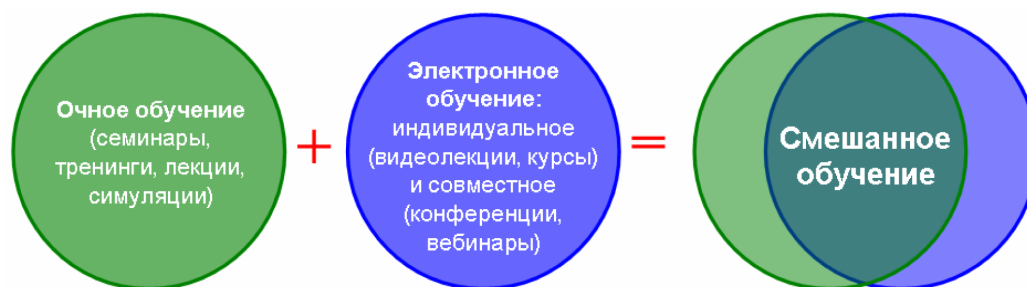 Очное обучение
(семинары,
тренинги, лекции,
симуляции)
+
Электронное
обучение:
индивидуальное
(видеолекции, курсы)
и совместное
(конференции,
вебинары)
=
Смешанное
обучение